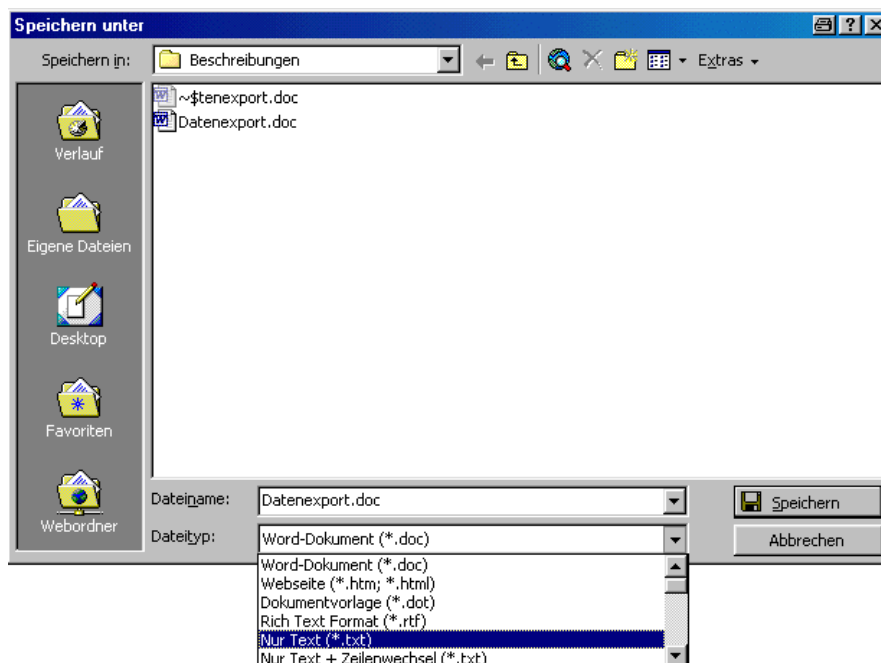 Speichern unter
Speichern in: Beschreibungen Extras
~$tenexport.doc
Datenexport.doc
Verlauf
Eigene Dateien
Desktop
Favoriten
Webordner
Dateiname: Datenexport.doc Speichern
Dateityp: Word-Dokument (*.doc) Abbrechen
Word-Dokument (*.doc)
Webseite (*.htm; *.html)
Dokumentvorlage (*.dot)
Rich Text Format (*.rtf)
Nur Text (*.txt)
Nur Text + Zeilenwechsel (*.txt)